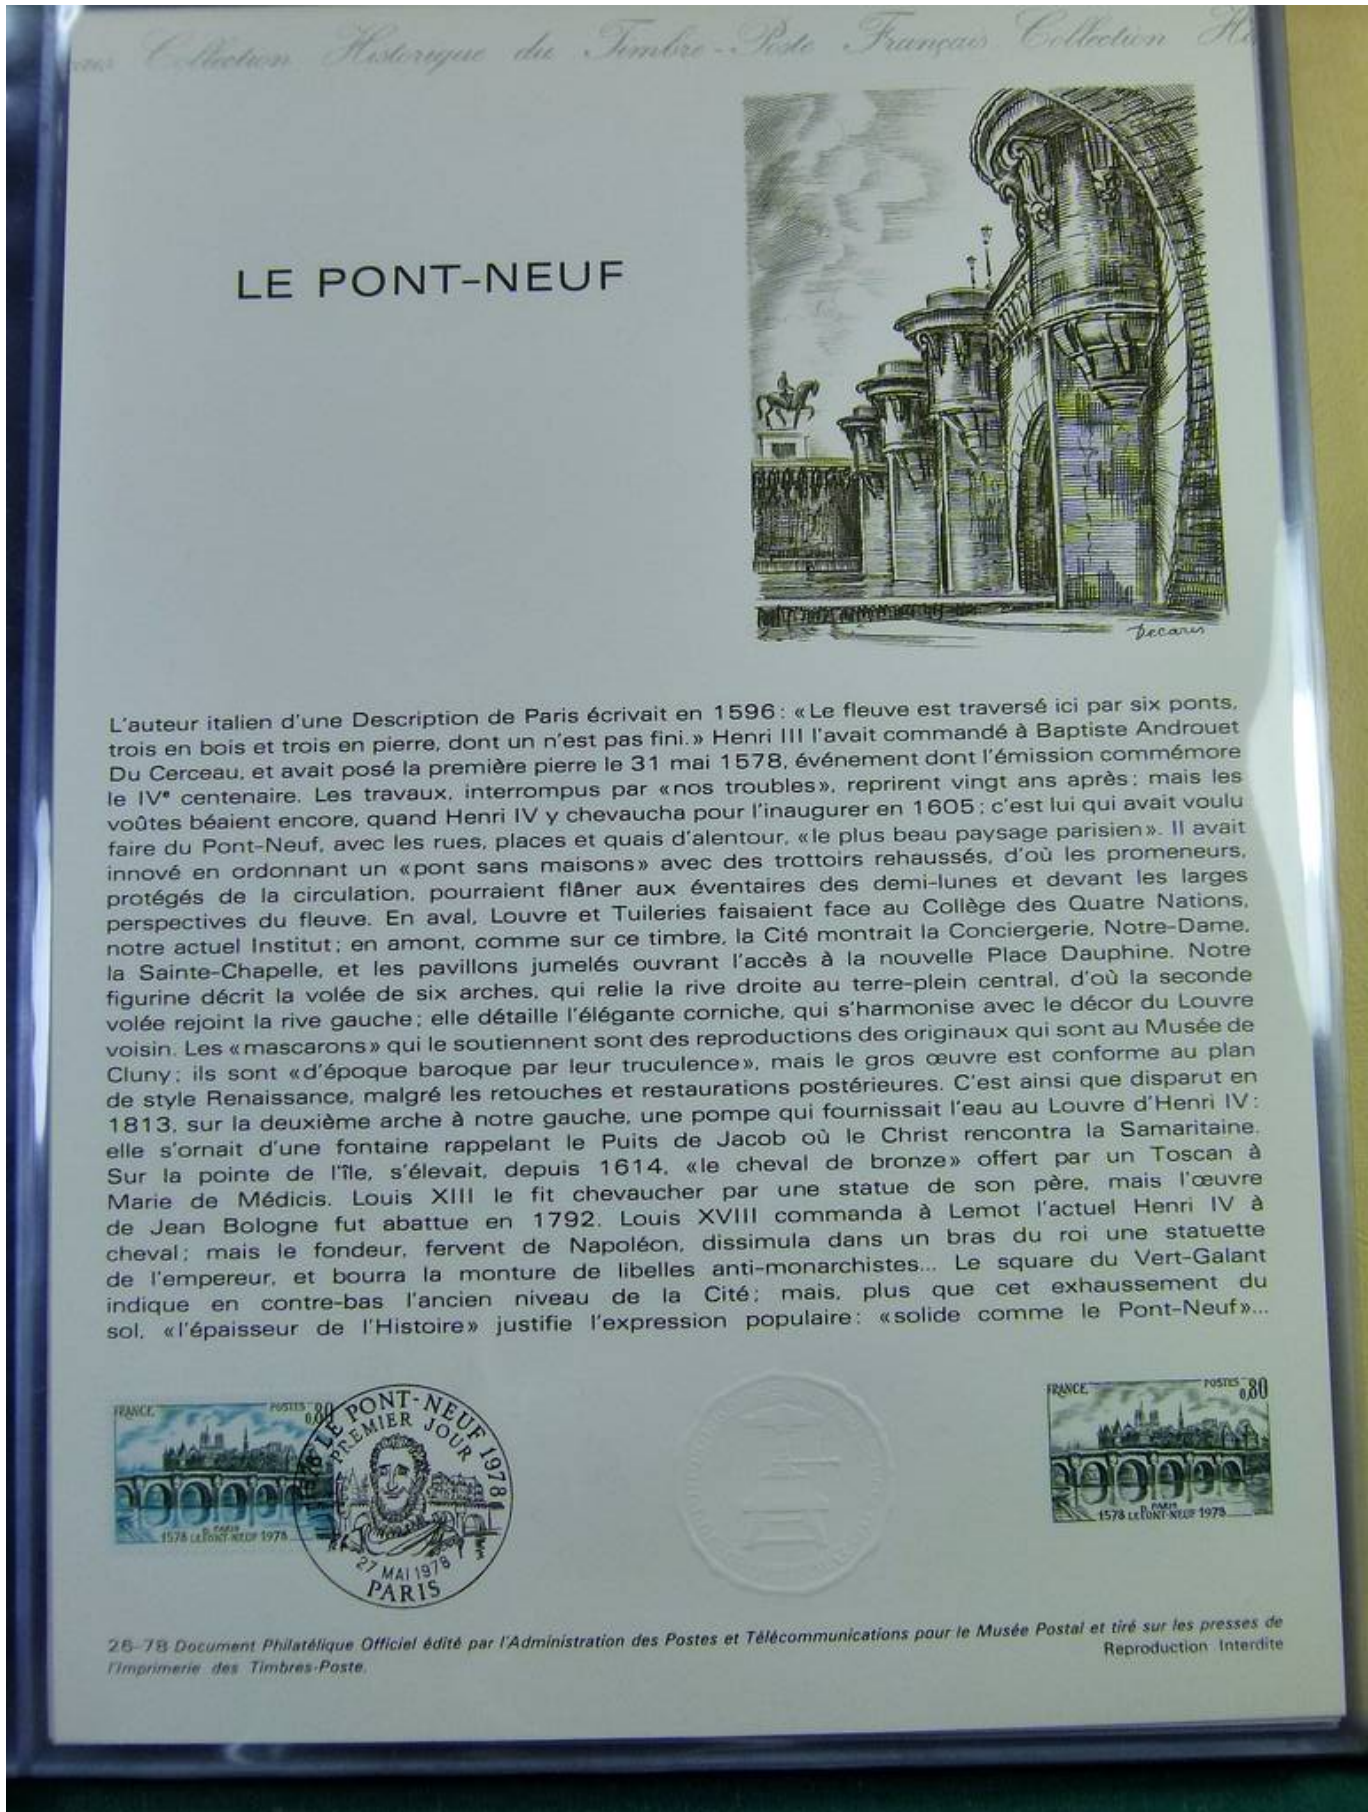 Collection Historique du Timbre-Poste Français Collection
LE PONT-NEUF
Decaris
L'auteur italien d'une Description de Paris écrivait en 1596 : «Le fleuve est traversé ici par six ponts,
trois en bois et trois en pierre, dont un n'est pas fini.» Henri III l'avait commandé à Baptiste Androuet
Du Cerceau, et avait posé la première pierre le 31 mai 1578, événement dont l'émission commémore
le IVe centenaire. Les travaux, interrompus par «nos troubles», reprirent vingt ans après ; mais les
voûtes béaient encore, quand Henri IV y chevaucha pour l'inaugurer en 1605 ; c'est lui qui avait voulu
faire du Pont-Neuf, avec les rues, places et quais d'alentour, «le plus beau paysage parisien». Il avait
innové en ordonnant un «pont sans maisons» avec des trottoirs rehaussés, d'où les promeneurs,
protégés de la circulation, pourraient flâner aux éventaires des demi-lunes et devant les larges
perspectives du fleuve. En aval, Louvre et Tuileries faisaient face au Collège des Quatre Nations,
notre actuel Institut ; en amont, comme sur ce timbre, la Cité montrait la Conciergerie, Notre-Dame,
la Sainte-Chapelle, et les pavillons jumelés ouvrant l'accès à la nouvelle Place Dauphine. Notre
figurine décrit la volée de six arches, qui relie la rive droite au terre-plein central, d'où la seconde
volée rejoint la rive gauche ; elle détaille l'élégante corniche, qui s'harmonise avec le décor du Louvre
voisin. Les «mascarons» qui le soutiennent sont des reproductions des originaux qui sont au Musée de
Cluny ; ils sont «d'époque baroque par leur truculence», mais le gros œuvre est conforme au plan
de style Renaissance, malgré les retouches et restaurations postérieures. C'est ainsi que disparut en
1813, sur la deuxième arche à notre gauche, une pompe qui fournissait l'eau au Louvre d'Henri IV :
elle s'ornait d'une fontaine rappelant le Puits de Jacob où le Christ rencontra la Samaritaine.
Sur la pointe de l'île, s'élevait, depuis 1614, «le cheval de bronze» offert par un Toscan à
Marie de Médicis. Louis XIII le fit chevaucher par une statue de son père, mais l'œuvre
de Jean Bologne fut abattue en 1792. Louis XVIII commanda à Lemot l'actuel Henri IV à
cheval ; mais le fondeur, fervent de Napoléon, dissimula dans un bras du roi une statuette
de l'empereur, et bourra la monture de libelles anti-monarchistes... Le square du Vert-Galant
indique en contre-bas l'ancien niveau de la Cité ; mais, plus que cet exhaussement du
sol, «l'épaisseur de l'Histoire» justifie l'expression populaire : «solide comme le Pont-Neuf»...
FRANCE POSTES 0,80
PARIS
1578 LE PONT-NEUF 1978
1578 LE PONT-NEUF 1978
PREMIER JOUR
27 MAI 1978
PARIS
FRANCE POSTES 0,80
PARIS
1578 LE PONT-NEUF 1978
26-78 Document Philatélique Officiel édité par l'Administration des Postes et Télécommunications pour le Musée Postal et tiré sur les presses de
l'Imprimerie des Timbres-Poste.
Reproduction Interdite